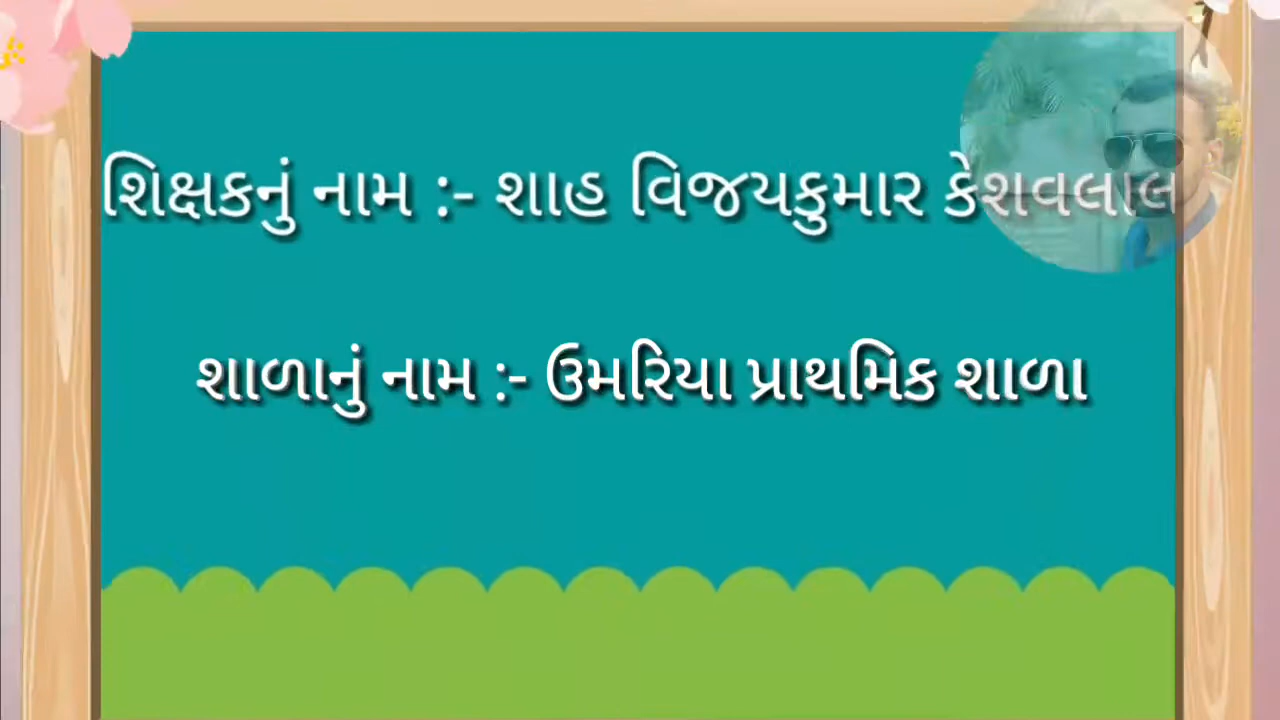 શિક્ષકનું નામ :- શાહ વિજયકુમાર કેશવલાલ
શાળાનું નામ :- ઉમરિયા પ્રાથમિક શાળા